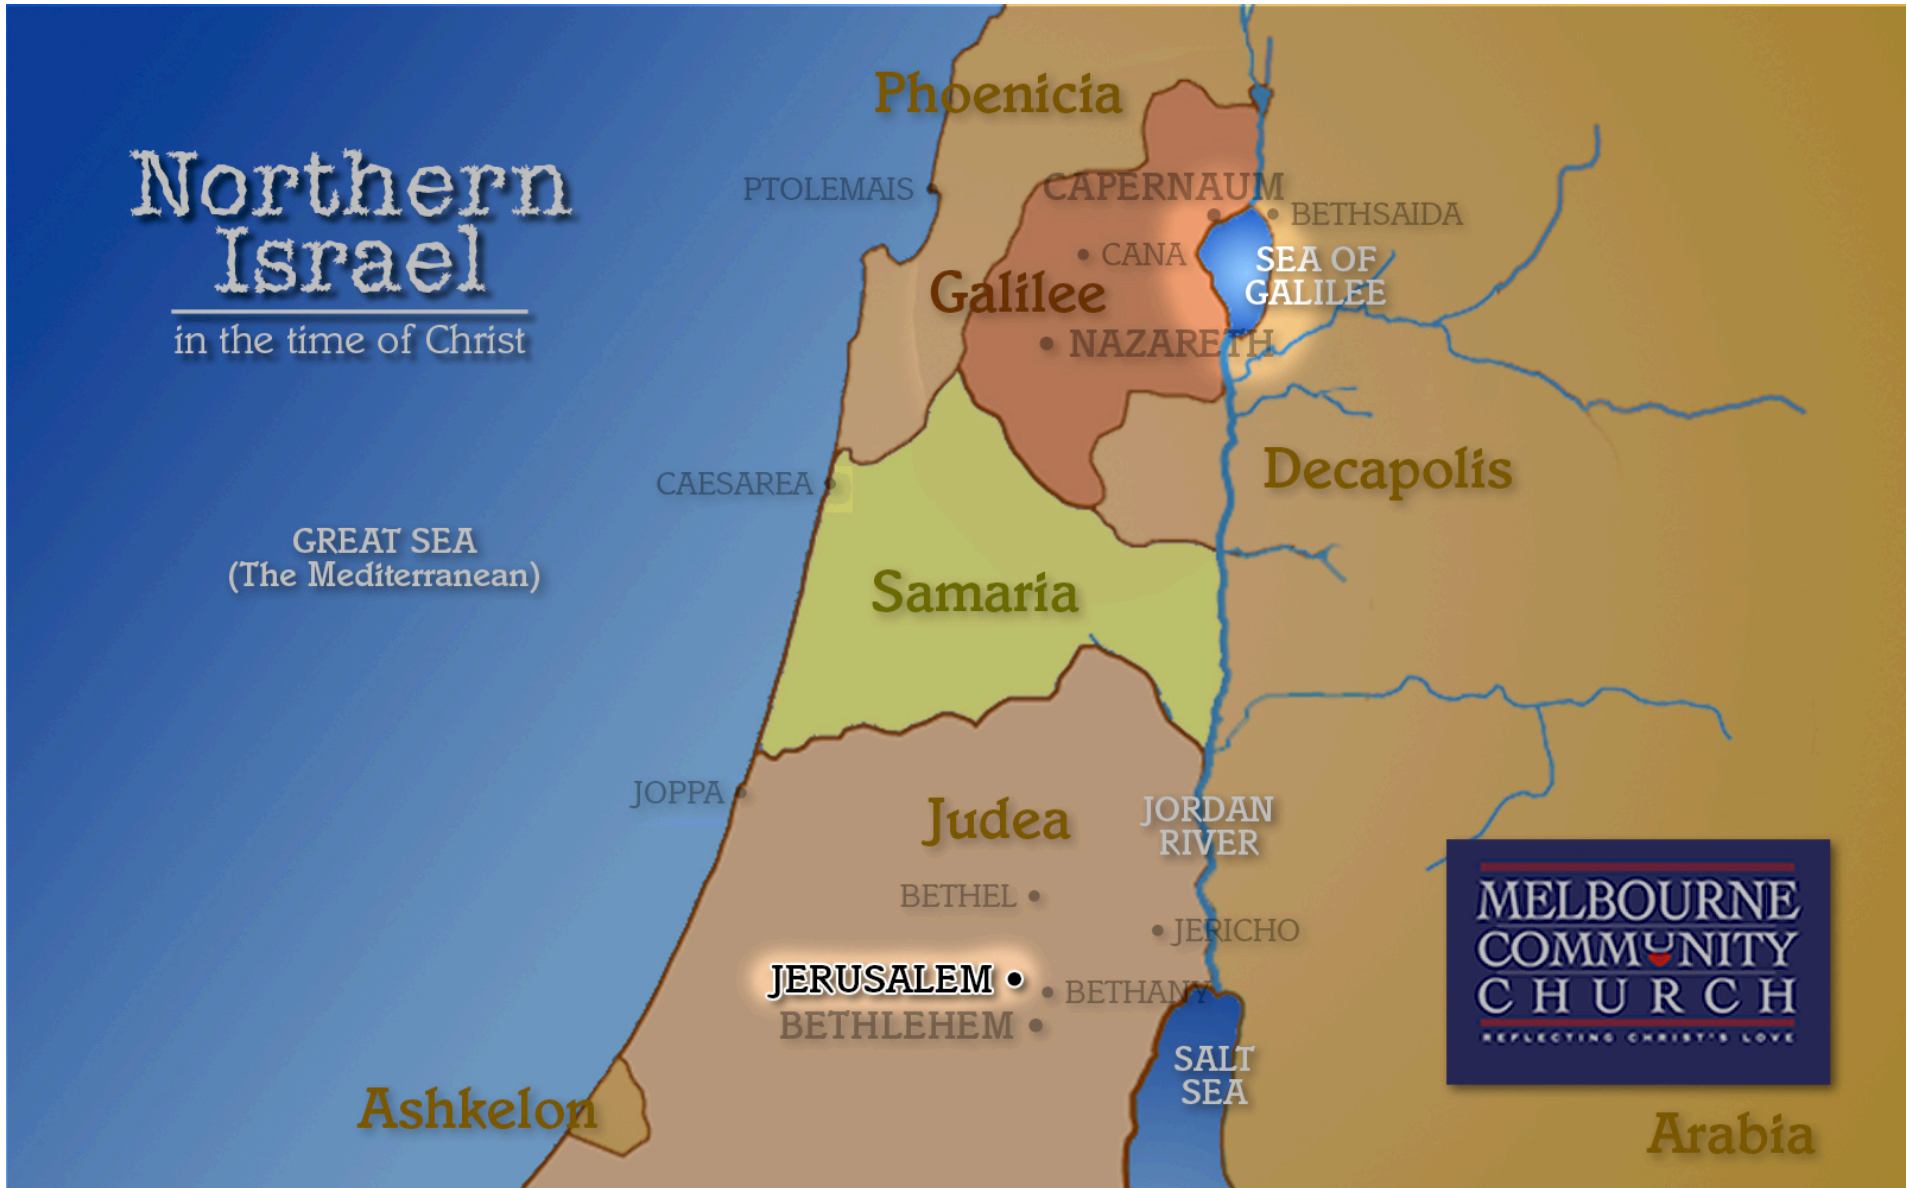 Phoenicia
Northern
Israel
in the time of Christ
PTOLEMAIS
CAPERNAUM
BETHSAIDA
CANA
SEA OF
GALILEE
Galilee
NAZARETH
Decapolis
CAESAREA
GREAT SEA
(The Mediterranean)
Samaria
JOPPA
Judea
JORDAN
RIVER
BETHEL
JERICHO
JERUSALEM
BETHANY
BETHLEHEM
SALT
SEA
MELBOURNE
COMMUNITY
CHURCH
REFLECTING CHRIST'S LOVE
Ashkelon
Arabia